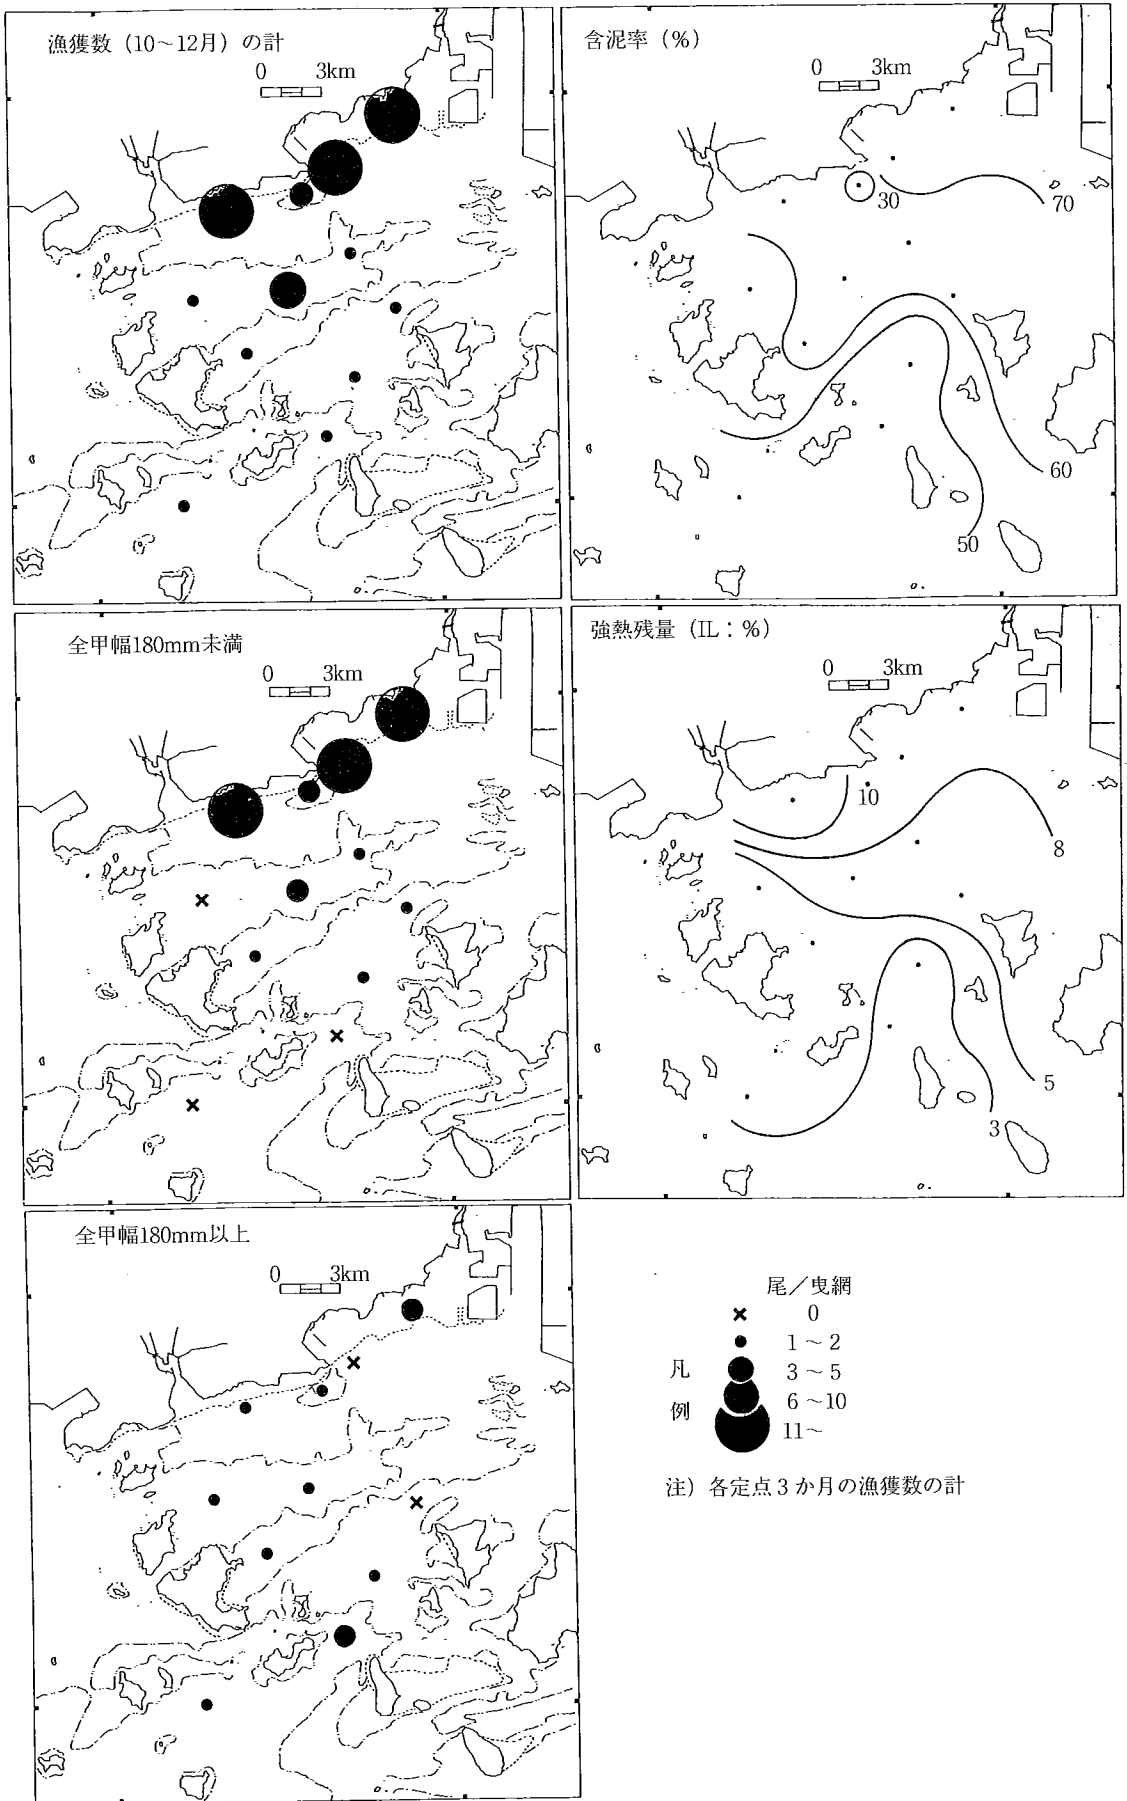 漁獲数（10～12月）の計
0 3km
含泥率（%）
0 3km
30
70
60
50
全甲幅180mm未満
0 3km
強熱残量（IL：%）
0 3km
10
8
5
3
全甲幅180mm以上
0 3km
尾／曳網
0
1～2
凡 3～5
例 6～10
11～
注）各定点3か月の漁獲数の計